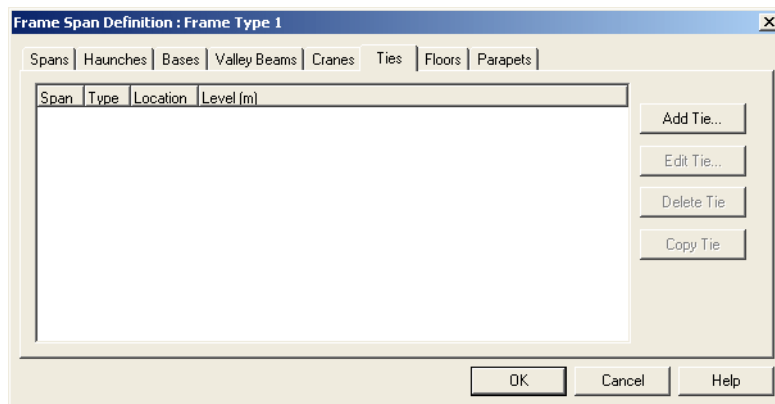 Frame Span Definition : Frame Type 1
Spans Haunches Bases Valley Beams Cranes Ties Floors Parapets
Span Type Location Level (m)
Add Tie...
Edit Tie...
Delete Tie
Copy Tie
OK Cancel Help